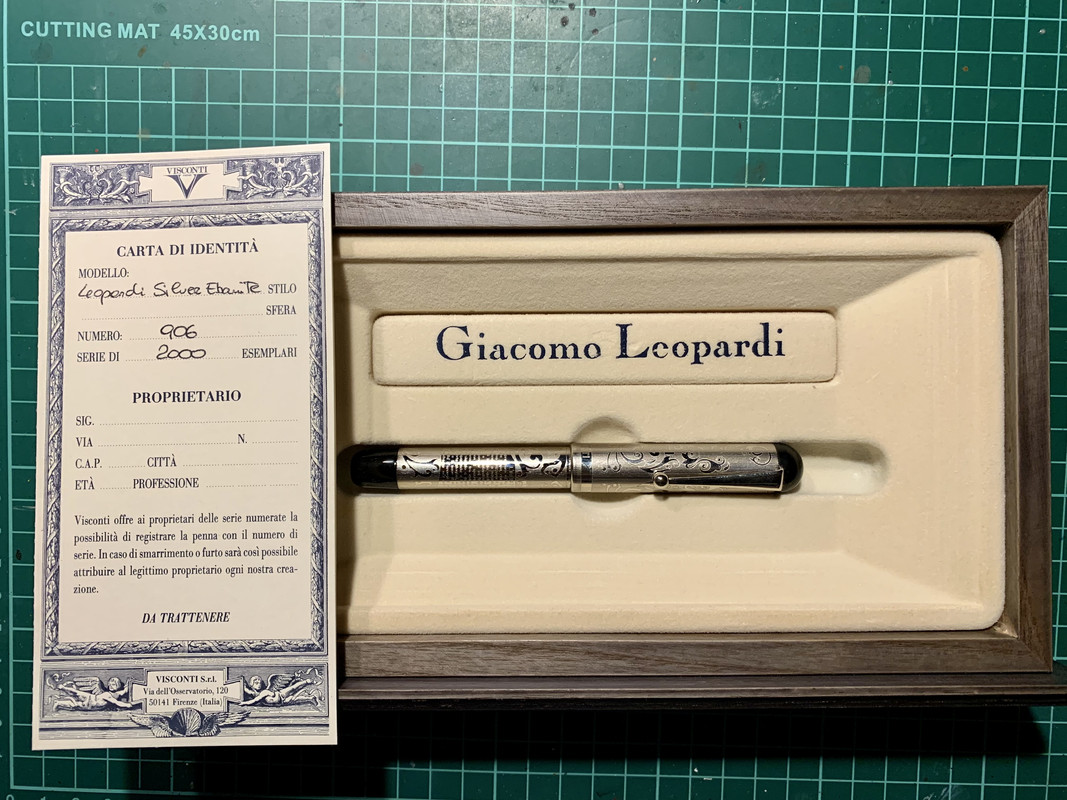 CUTTING MAT 45X30cm
VISCONTI
CARTA DI IDENTITÀ
MODELLO:
Leopardi Silver Ebanite STILO
SFERA
NUMERO: 906
SERIE DI 2000 ESEMPLARI
PROPRIETARIO
SIG.
VIA N.
C.A.P. CITTÀ
ETÀ PROFESSIONE
Visconti offre ai proprietari delle serie numerate la
possibilità di registrare la penna con il numero di
serie. In caso di smarrimento o furto sarà così possibile
attribuire al legittimo proprietario ogni nostra crea-
zione.
DA TRATTENERE
VISCONTI S.r.l.
Via dell'Osservatorio, 120
50141 Firenze (Italia)
Giacomo Leopardi